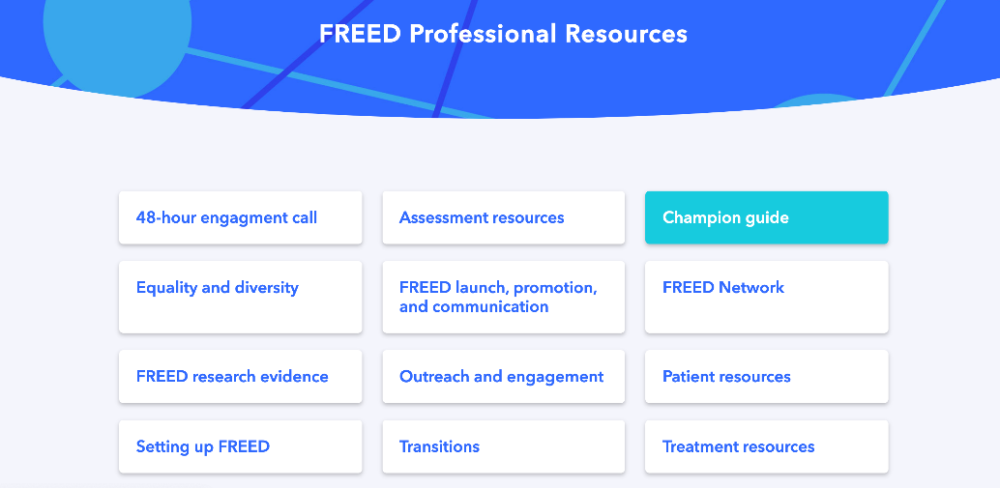 FREED Professional Resources
48-hour engagment call
Assessment resources
Champion guide
Equality and diversity
FREED launch, promotion,
and communication
FREED Network
FREED research evidence
Outreach and engagement
Patient resources
Setting up FREED
Transitions
Treatment resources